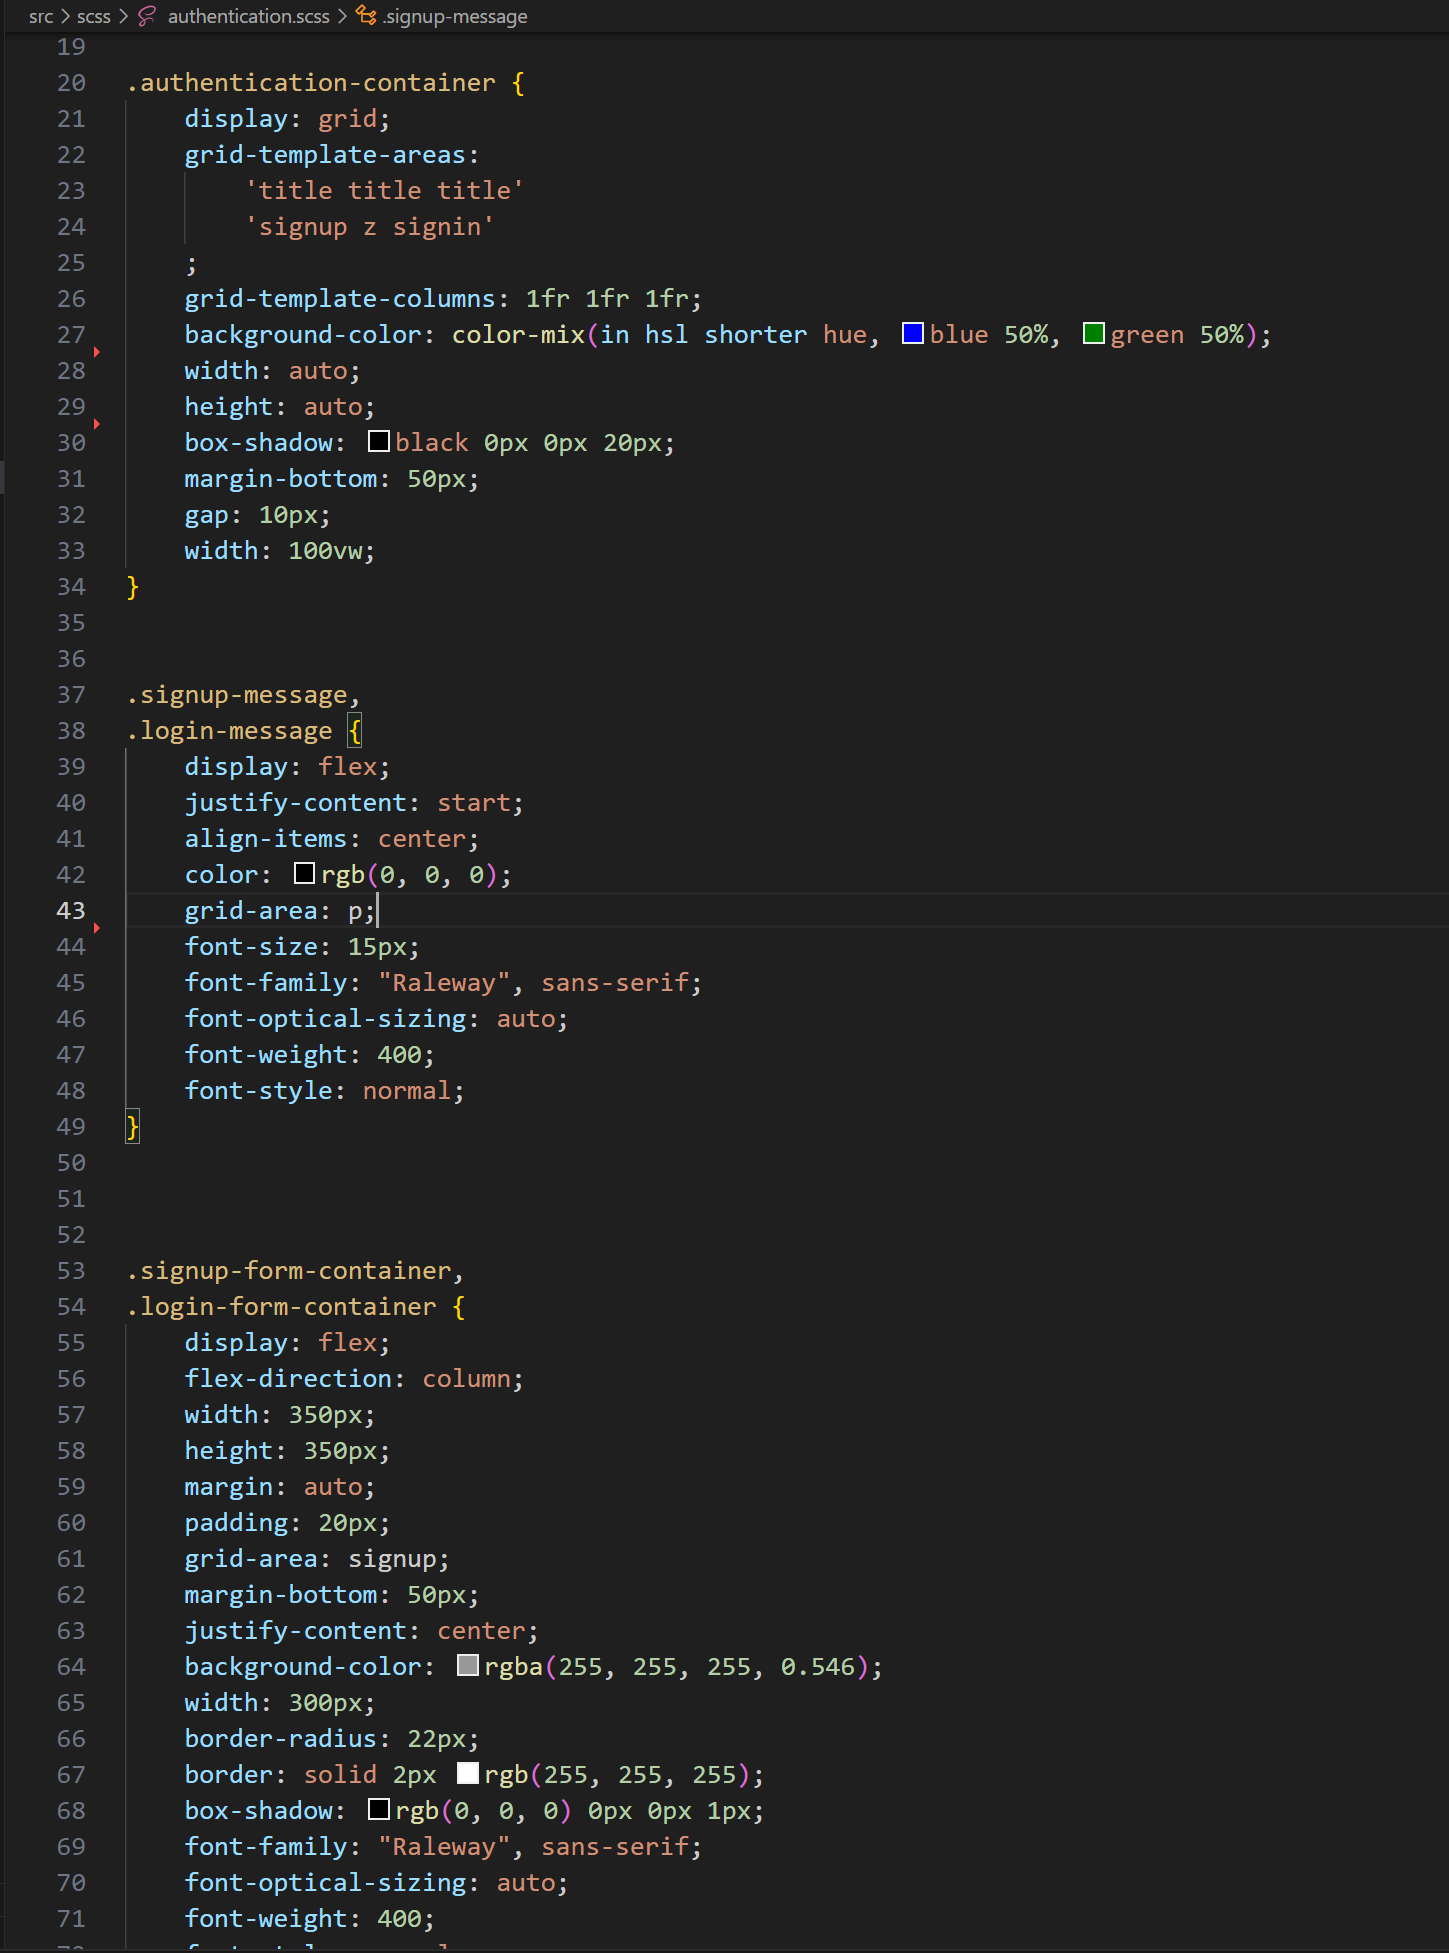 src > scss > authentication.scss > .signup-message
19
20 .authentication-container {
21 display: grid;
22 grid-template-areas:
23 'title title title'
24 'signup z signin'
25 ;
26 grid-template-columns: 1fr 1fr 1fr;
27 background-color: color-mix(in hsl shorter hue, blue 50%, green 50%);
28 width: auto;
29 height: auto;
30 box-shadow: black 0px 0px 20px;
31 margin-bottom: 50px;
32 gap: 10px;
33 width: 100vw;
34 }
35
36
37 .signup-message,
38 .login-message {
39 display: flex;
40 justify-content: start;
41 align-items: center;
42 color: rgb(0, 0, 0);
43 grid-area: p;
44 font-size: 15px;
45 font-family: "Raleway", sans-serif;
46 font-optical-sizing: auto;
47 font-weight: 400;
48 font-style: normal;
49 }
50
51
52
53 .signup-form-container,
54 .login-form-container {
55 display: flex;
56 flex-direction: column;
57 width: 350px;
58 height: 350px;
59 margin: auto;
60 padding: 20px;
61 grid-area: signup;
62 margin-bottom: 50px;
63 justify-content: center;
64 background-color: rgba(255, 255, 255, 0.546);
65 width: 300px;
66 border-radius: 22px;
67 border: solid 2px rgb(255, 255, 255);
68 box-shadow: rgb(0, 0, 0) 0px 0px 1px;
69 font-family: "Raleway", sans-serif;
70 font-optical-sizing: auto;
71 font-weight: 400;